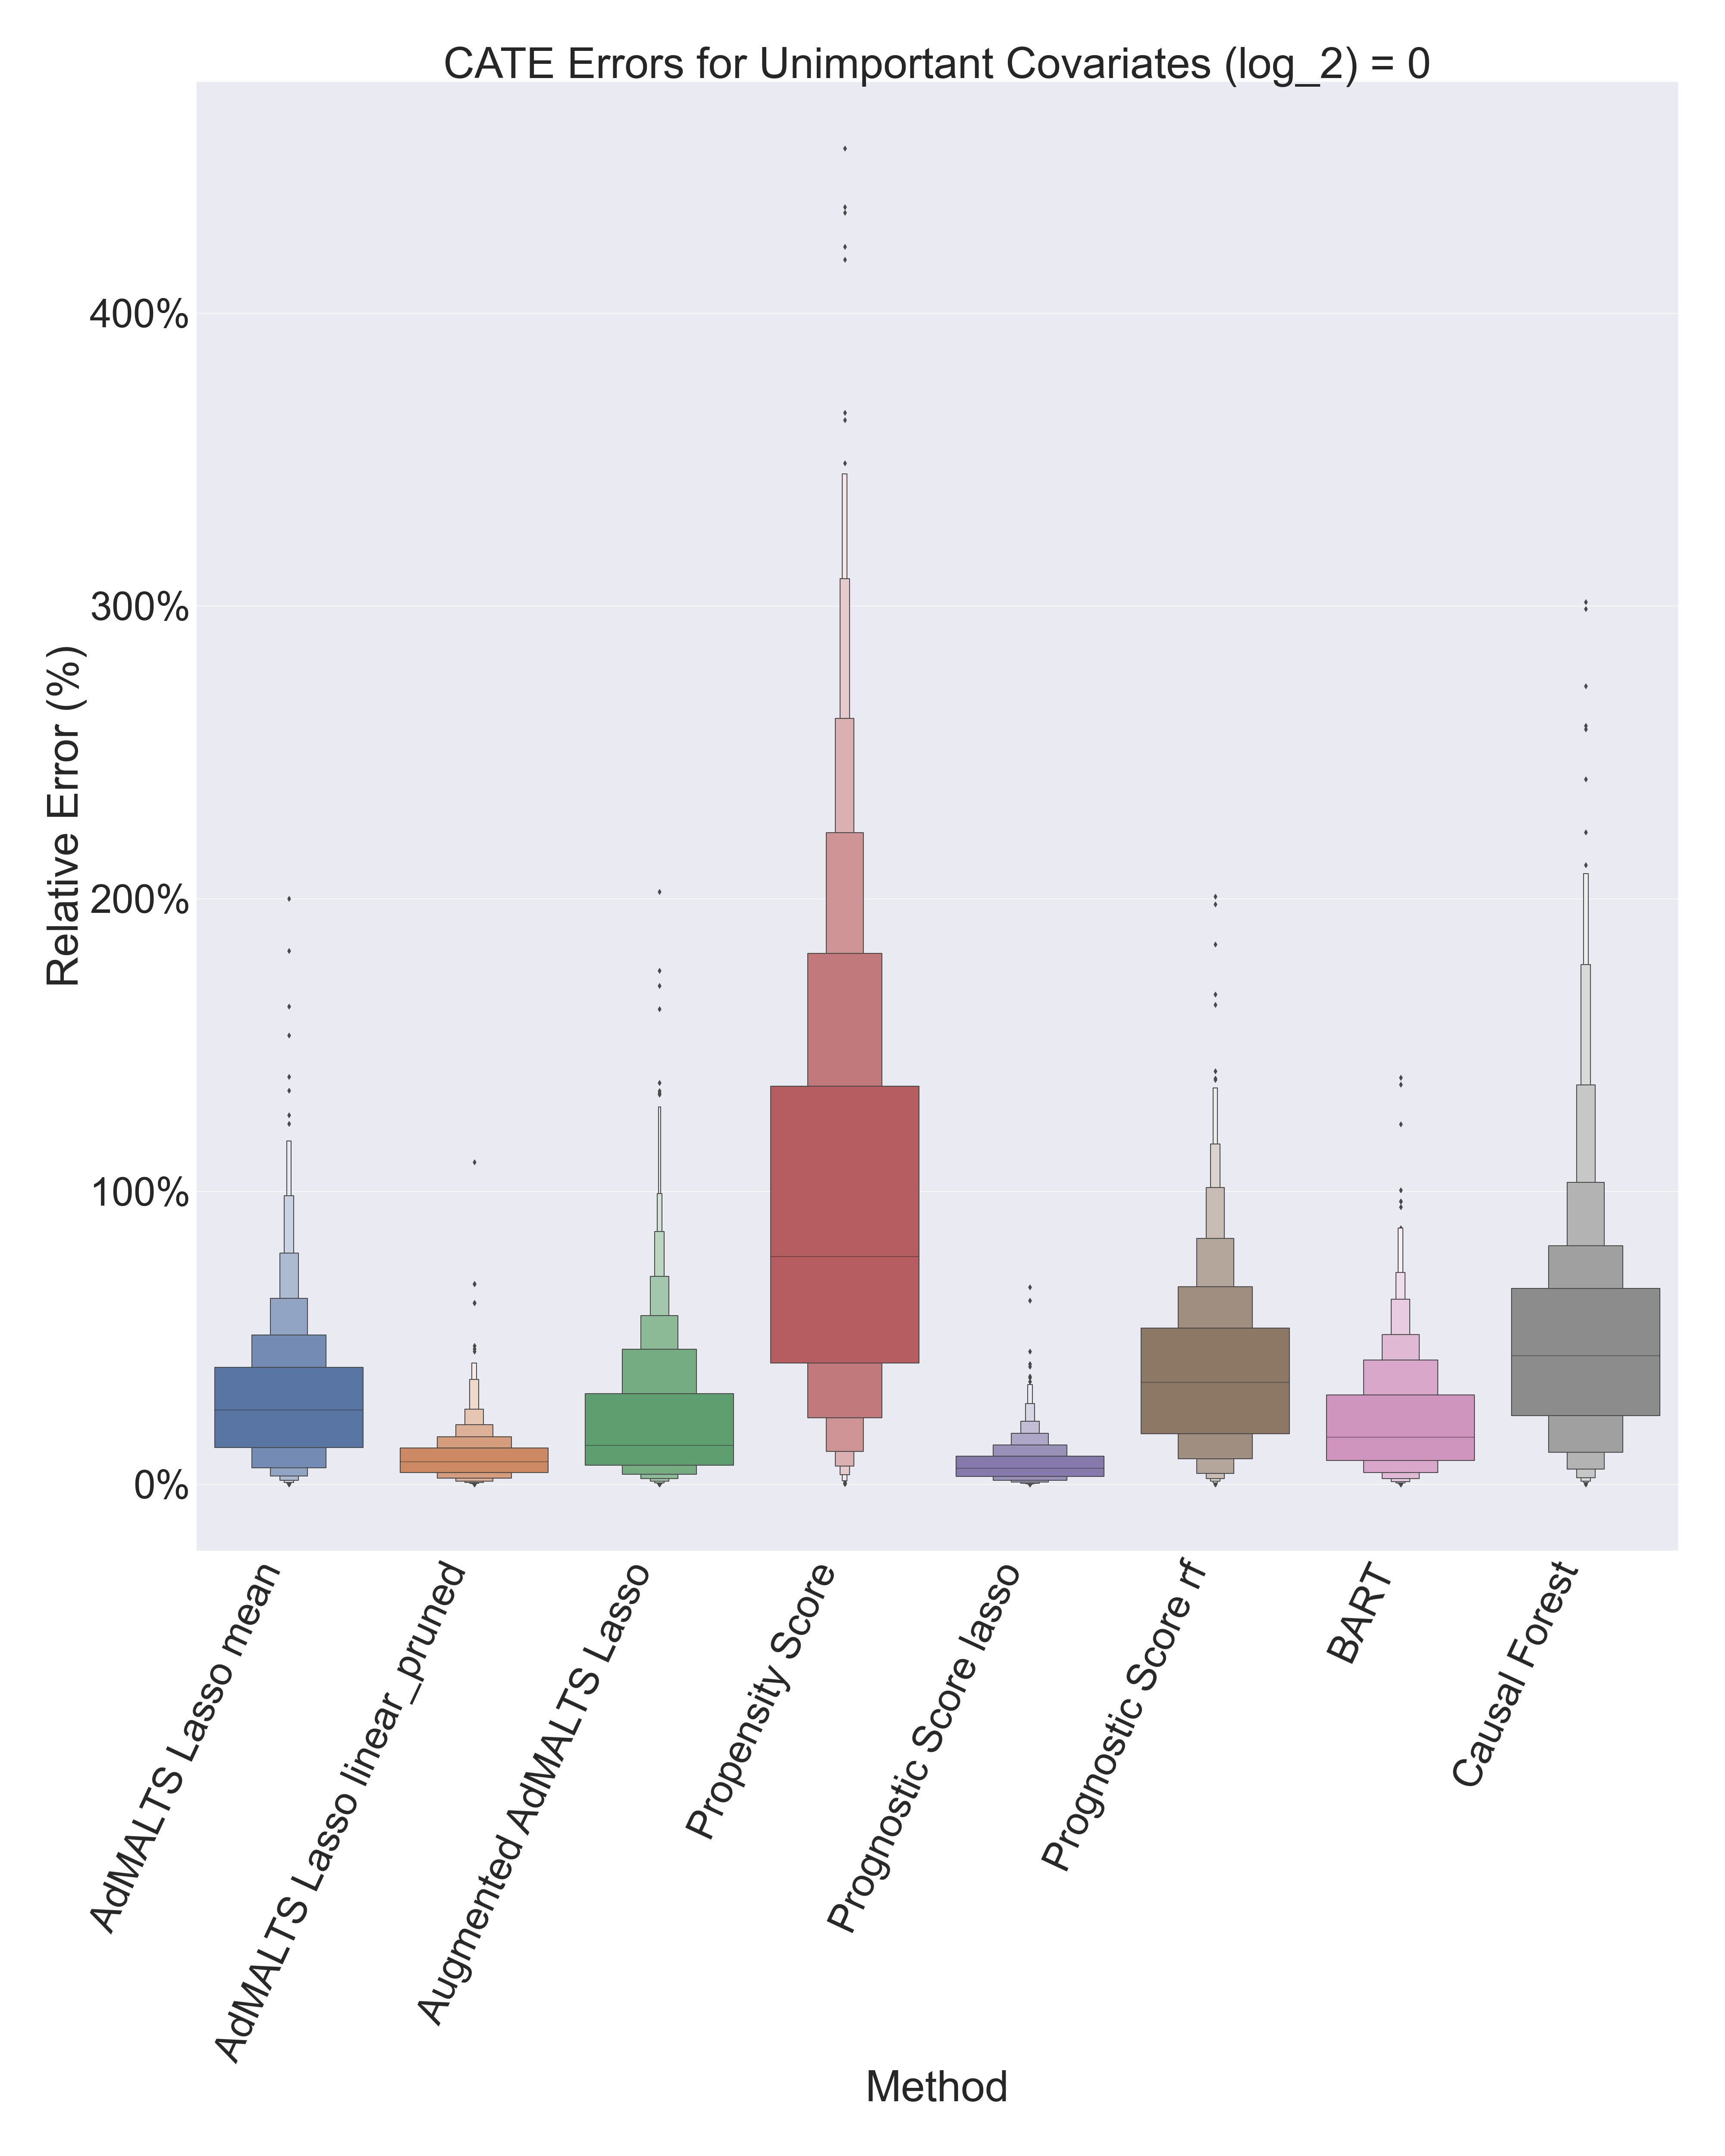 CATE Errors for Unimportant Covariates (log_2) = 0
400%
300%
200%
100%
0%
Relative Error (%)
AdMALTS Lasso mean
AdMALTS Lasso linear_pruned
Augmented AdMALTS Lasso
Propensity Score
Prognostic Score lasso
Prognostic Score rf
BART
Causal Forest
Method